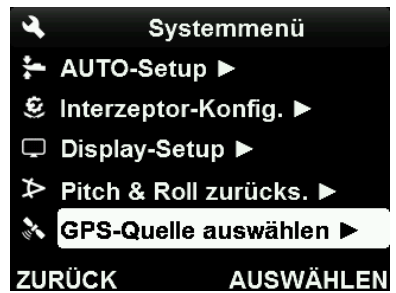 Systemmenü
AUTO-Setup ▶
Interzeptor-Konfig. ▶
Display-Setup ▶
Pitch & Roll zurücks. ▶
GPS-Quelle auswählen ▶
ZURÜCK AUSWÄHLEN